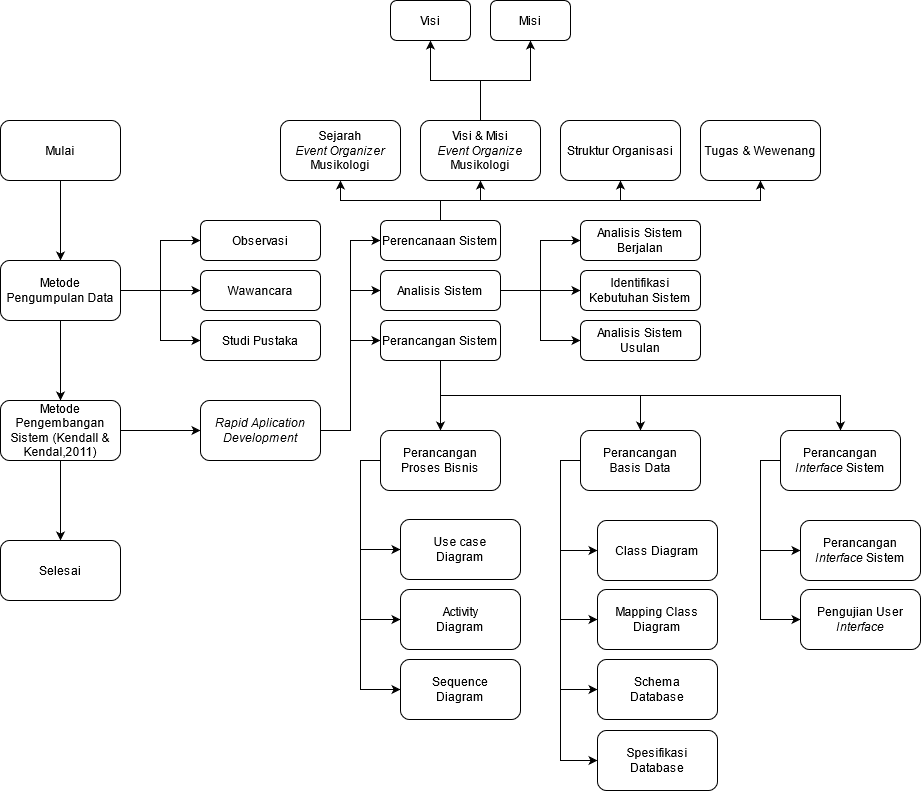 Visi
Misi
Mulai
Sejarah
Event Organizer
Musikologi
Visi & Misi
Event Organize
Musikologi
Struktur Organisasi
Tugas & Wewenang
Metode
Pengumpulan Data
Observasi
Wawancara
Studi Pustaka
Perencanaan Sistem
Analisis Sistem
Perancangan Sistem
Analisis Sistem
Berjalan
Identifikasi
Kebutuhan Sistem
Analisis Sistem
Usulan
Metode
Pengembangan
Sistem (Kendall &
Kendal,2011)
Rapid Aplication
Development
Perancangan
Proses Bisnis
Perancangan
Basis Data
Perancangan
Interface Sistem
Selesai
Use case
Diagram
Activity
Diagram
Sequence
Diagram
Class Diagram
Mapping Class
Diagram
Schema
Database
Spesifikasi
Database
Perancangan
Interface Sistem
Pengujian User
Interface